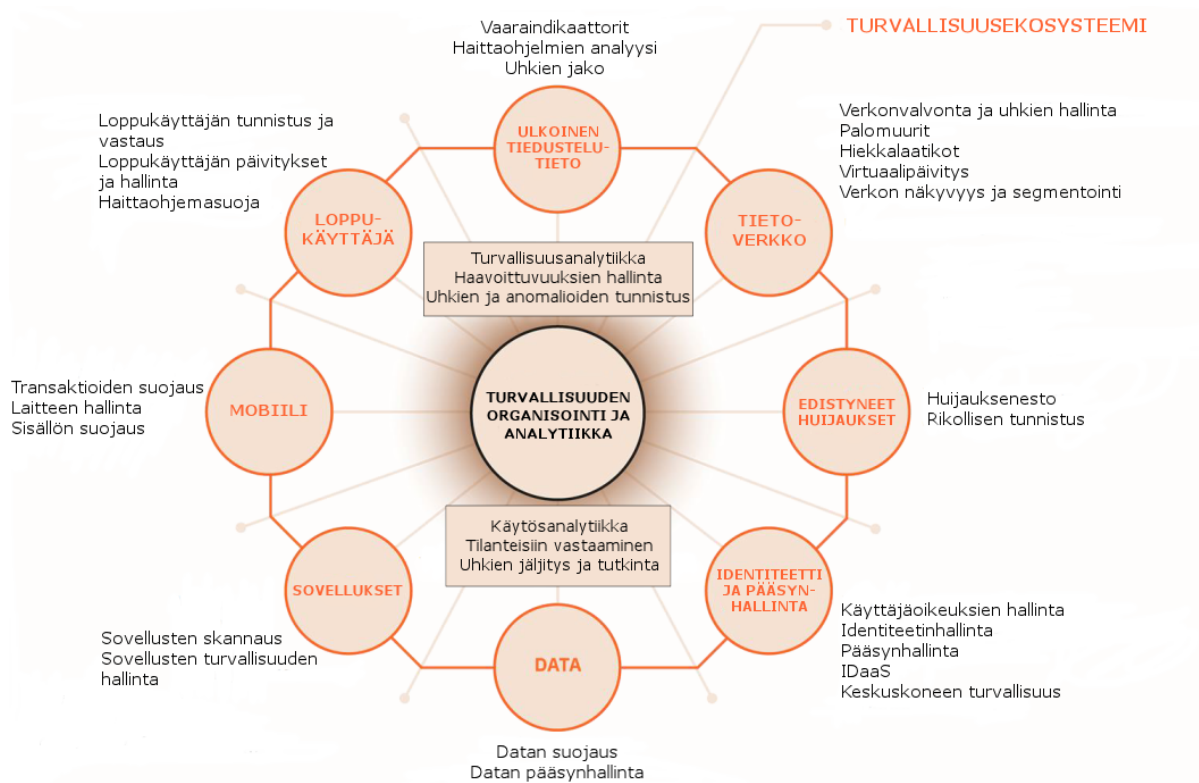 TURVALLISUUSEKOSYSTEEMI
Vaaraindikaattorit
Haittaohjelmien analyysi
Uhkien jako
ULKOINEN
TIEDUSTELU-
TIETO
Verkonvalvonta ja uhkien hallinta
Palomuurit
Hiekkalaatikot
Virtuaalipäivitys
Verkon näkyvyys ja segmentointi
TIETO-
VERKKO
Loppukäyttäjän tunnistus ja
vastaus
Loppukäyttäjän päivitykset
ja hallinta
Haittaohjemasuoja
LOPPU-
KÄYTTÄJÄ
Turvallisuusanalytiikka
Haavoittuvuuksien hallinta
Uhkien ja anomalioiden tunnistus
Transaktioiden suojaus
Laitteen hallinta
Sisällön suojaus
MOBIILI
TURVALLISUUDEN
ORGANISOINTI JA
ANALYTIIKKA
EDISTYNEET
HUIJAUKSET
Huijauksenesto
Rikollisen tunnistus
Käytösanalytiikka
Tilanteisiin vastaaminen
Uhkien jäljitys ja tutkinta
SOVELLUKSET
Sovellusten skannaus
Sovellusten turvallisuuden
hallinta
IDENTITEETTI
JA PÄÄSYN-
HALLINTA
Käyttäjäoikeuksien hallinta
Identiteetinhallinta
Pääsynhallinta
IDaaS
Keskuskoneen turvallisuus
DATA
Datan suojaus
Datan pääsynhallinta